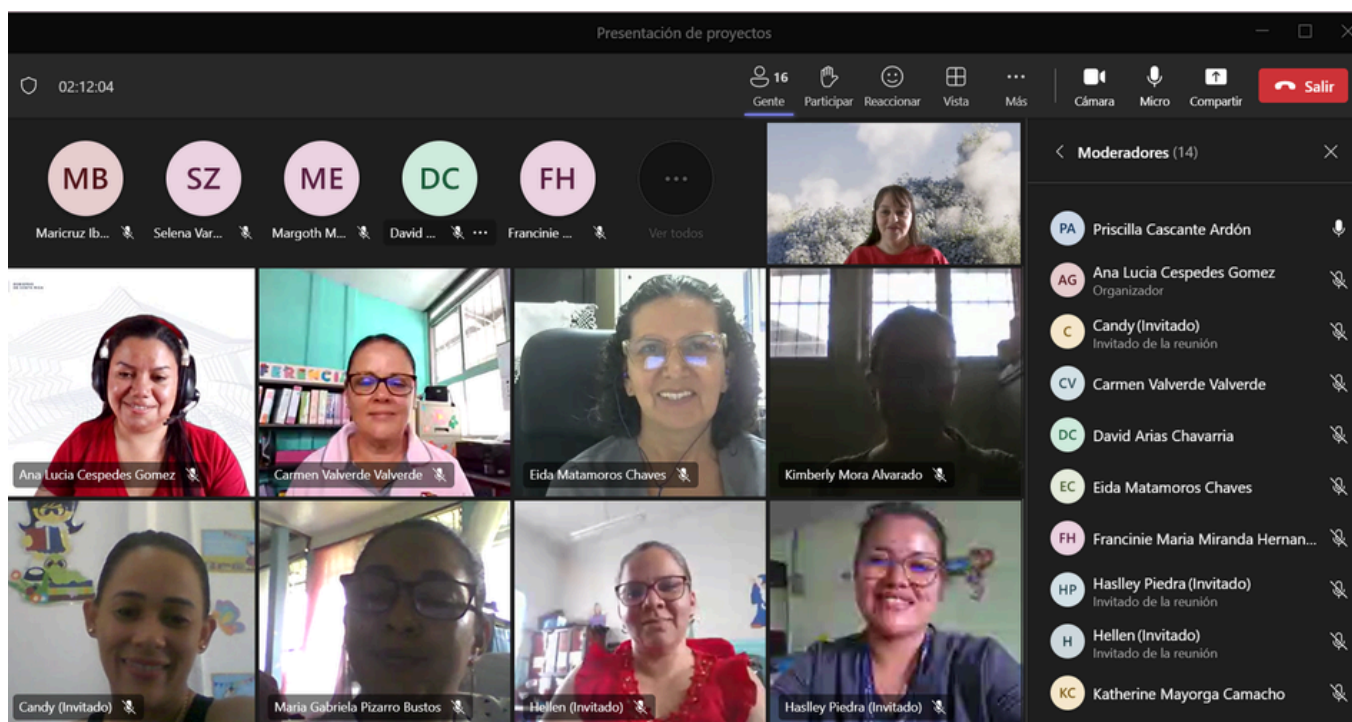 Presentación de proyectos
02:12:04
16
Gente
Participar
Reaccionar
Vista
Más
Cámara
Micro
Compartir
Salir
MB
SZ
ME
DC
FH
...
Maricruz Ib...
Selena Var...
Margoth M...
David ...
Francinie ...
Ver todos
Ana Lucia Cespedes Gomez
FERENCIA
Carmen Valverde Valverde
Eida Matamoros Chaves
Kimberly Mora Alvarado
Candy (Invitado)
Maria Gabriela Pizarro Bustos
Hellen (Invitado)
Haslley Piedra (Invitado)
Moderadores (14)
PA Priscilla Cascante Ardón
AG Ana Lucia Cespedes Gomez
Organizador
C Candy (Invitado)
Invitado de la reunión
CV Carmen Valverde Valverde
DC David Arias Chavarria
EC Eida Matamoros Chaves
FH Francinie Maria Miranda Hernan...
HP Haslley Piedra (Invitado)
Invitado de la reunión
H Hellen (Invitado)
Invitado de la reunión
KC Katherine Mayorga Camacho